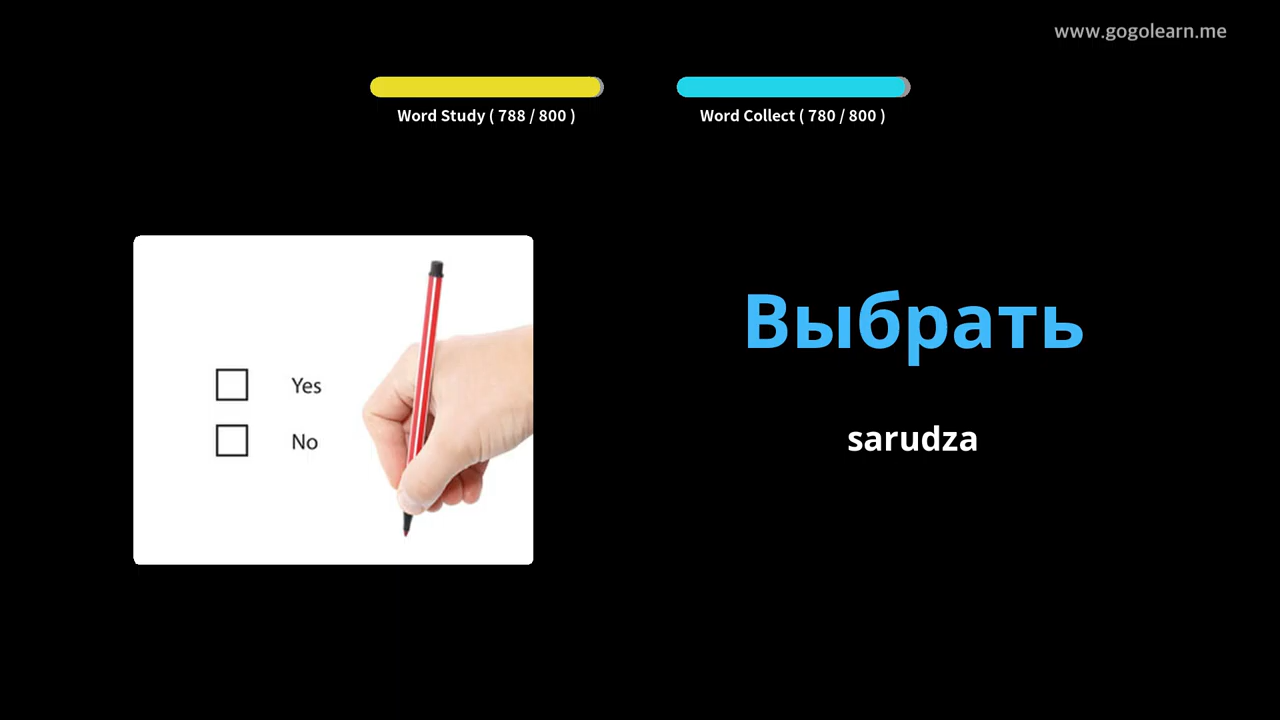 www.gogolearn.me
Word Study ( 788 / 800 )
Word Collect ( 780 / 800 )
Yes
No
Выбрать
sarudza